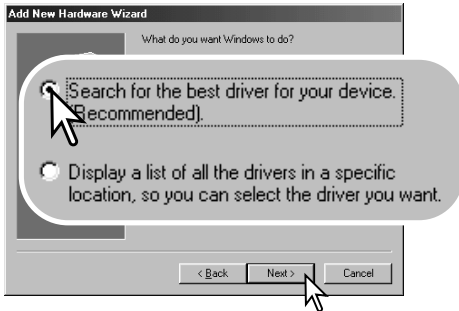 Add New Hardware Wizard
What do you want Windows to do?
Search for the best driver for your device.
(Recommended).
Display a list of all the drivers in a specific
location, so you can select the driver you want.
< Back Next > Cancel